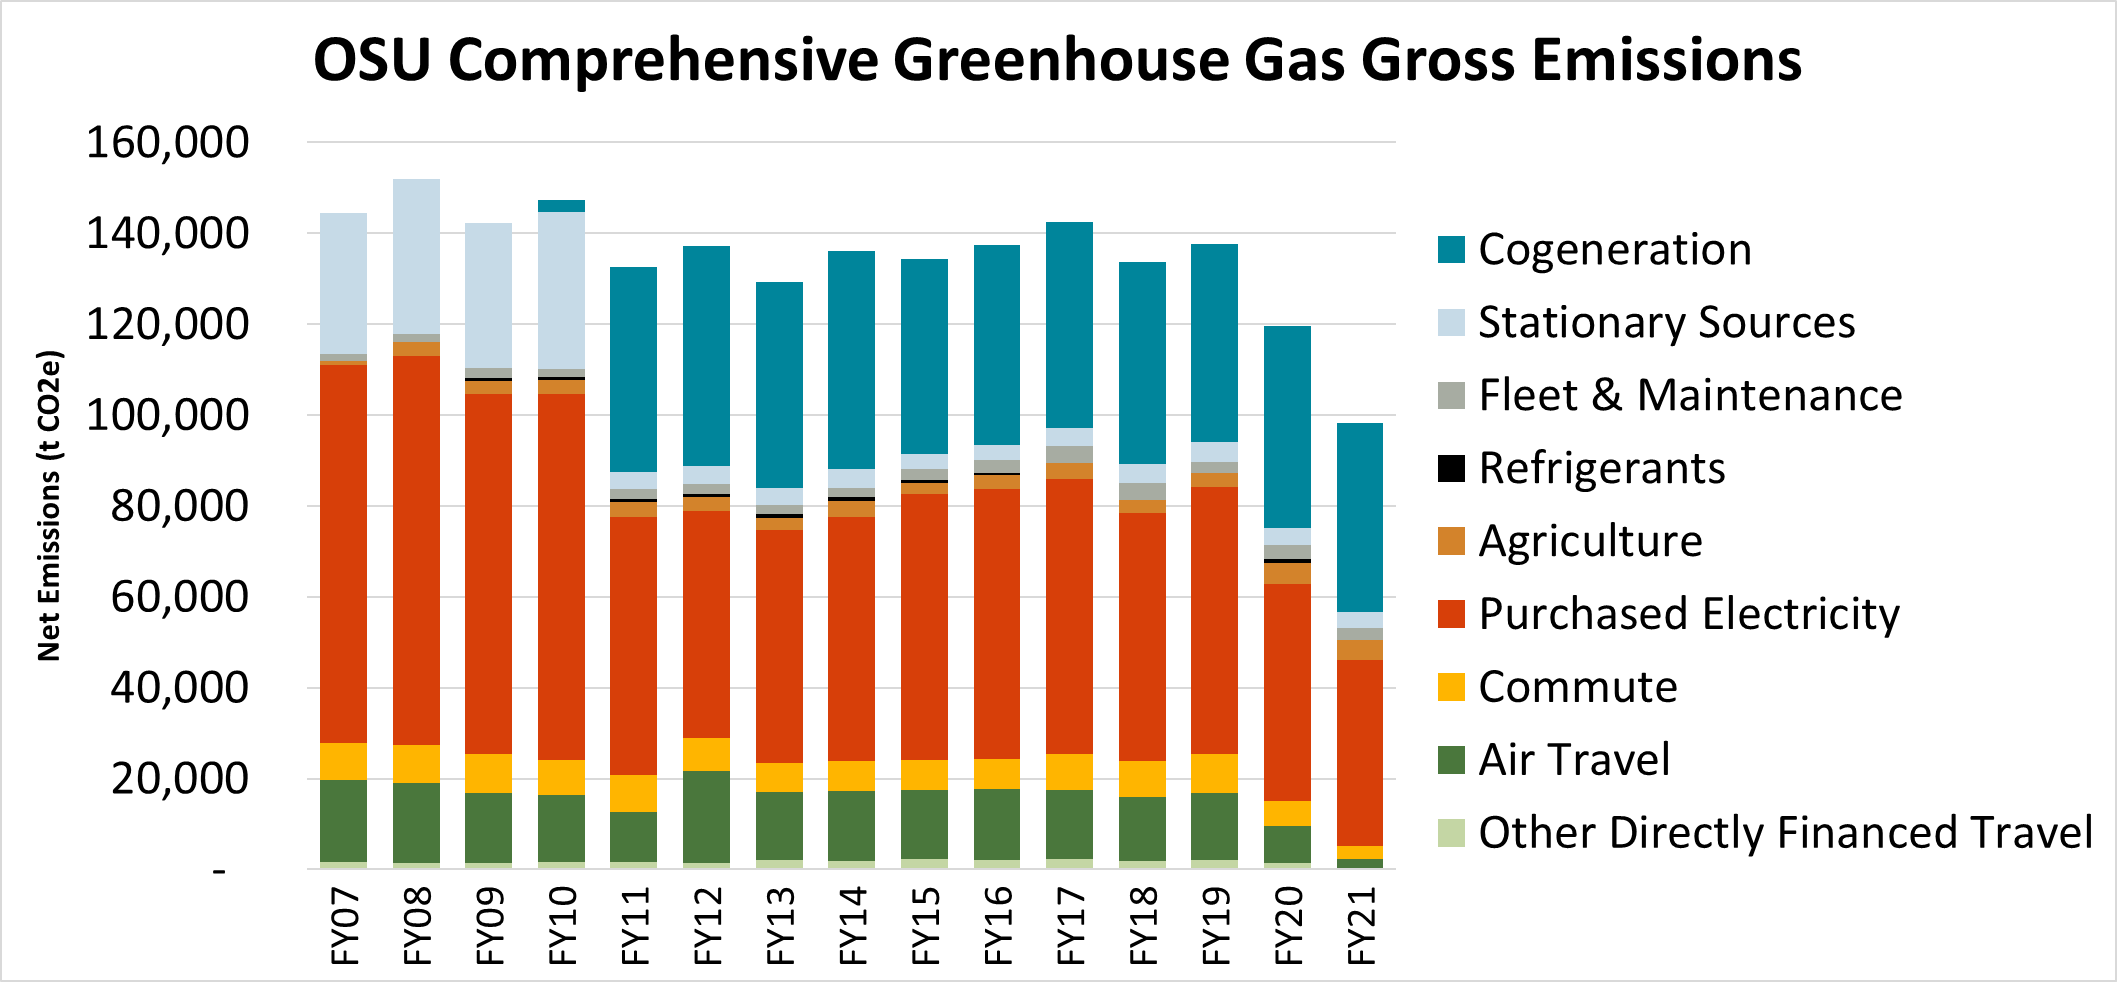 OSU Comprehensive Greenhouse Gas Gross Emissions
Net Emissions (t CO2e)
160,000
140,000
120,000
100,000
80,000
60,000
40,000
20,000
-
FY07
FY08
FY09
FY10
FY11
FY12
FY13
FY14
FY15
FY16
FY17
FY18
FY19
FY20
FY21
Cogeneration
Stationary Sources
Fleet & Maintenance
Refrigerants
Agriculture
Purchased Electricity
Commute
Air Travel
Other Directly Financed Travel